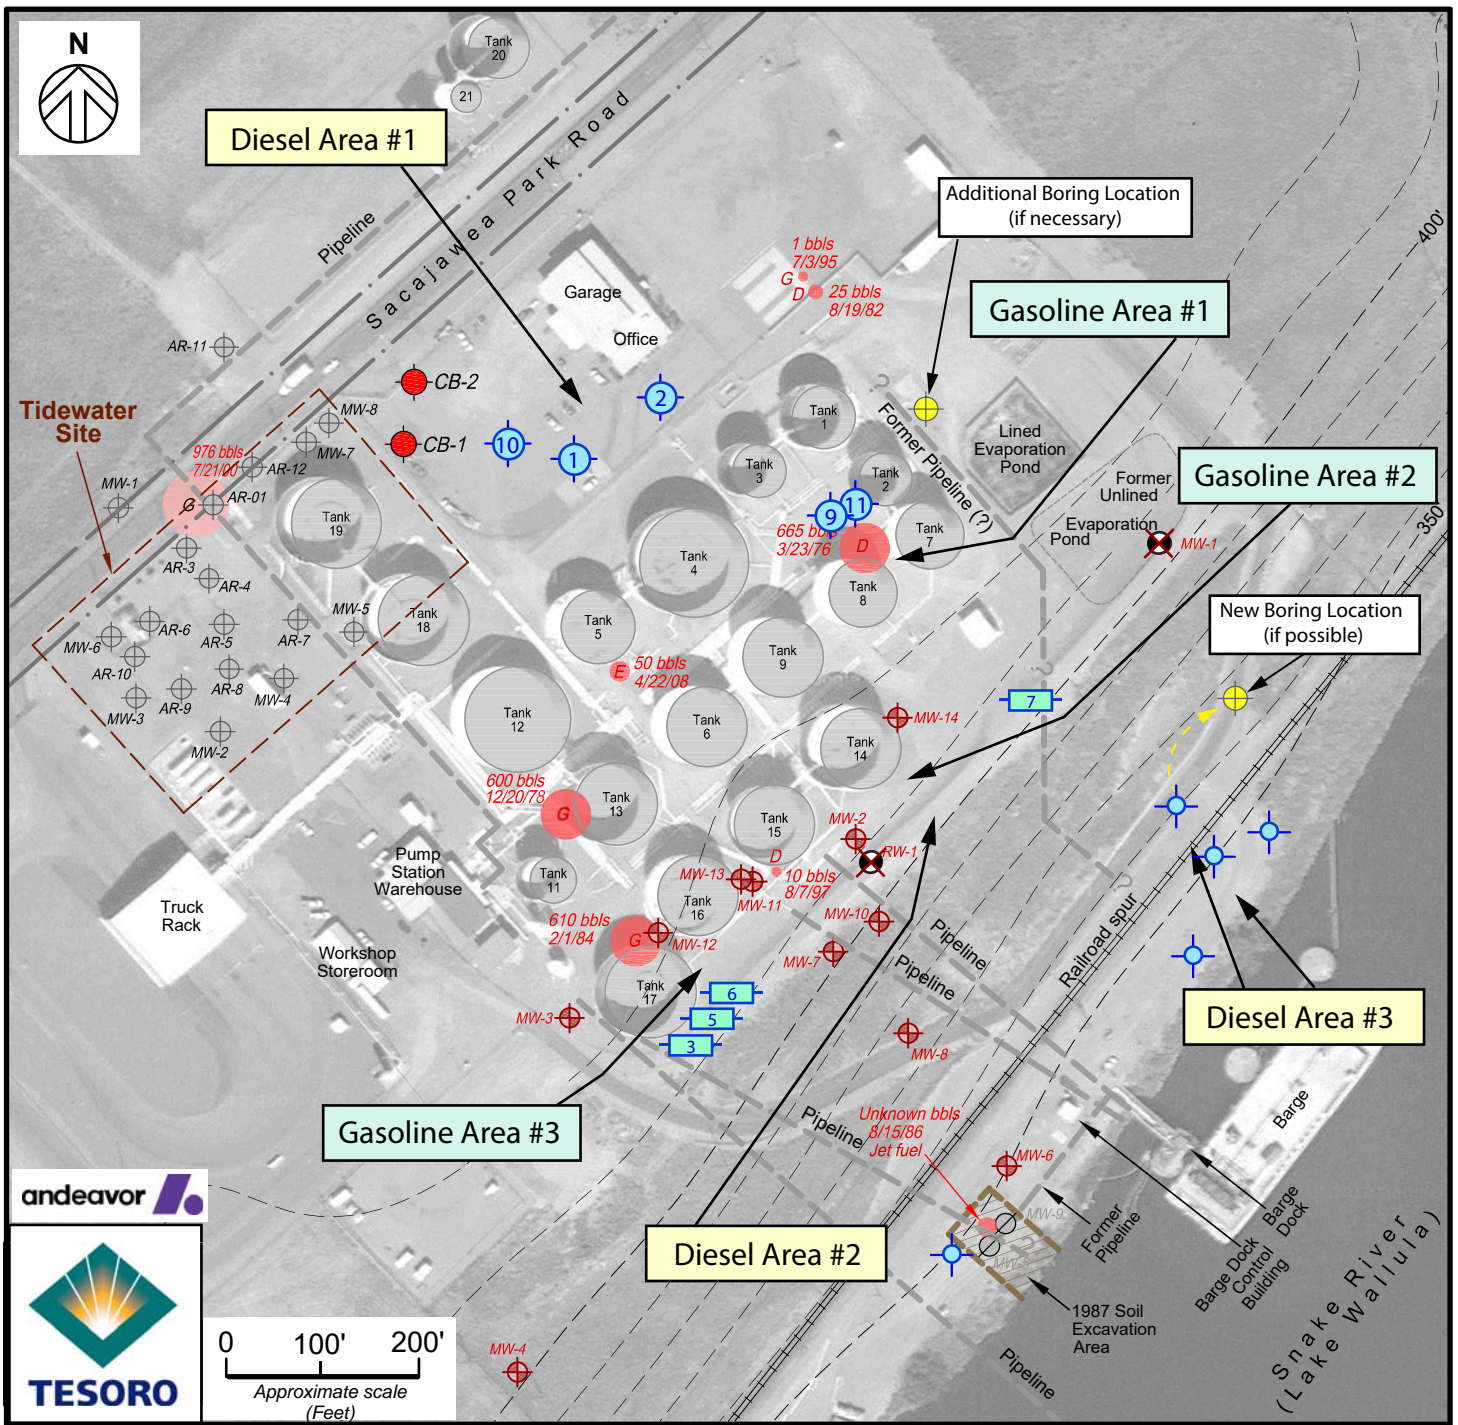 N
Tank
20
21
Diesel Area #1
Pipeline
Sacajawea Park Road
Additional Boring Location
(if necessary)
1 bbls
7/3/95
G
D
25 bbls
8/19/82
400'
Garage
Office
Gasoline Area #1
AR-11
CB-2
CB-1
Tidewater
Site
MW-8
MW-7
976 bbls
7/21/00
AR-12
MW-1
G
AR-01
2
10
1
Tank
1
Tank
3
Tank
2
?
Former Pipeline (?)
Lined
Evaporation
Pond
Former
Unlined
Evaporation
Pond
Gasoline Area #2
350'
MW-1
Tank
19
Tank
4
9
11
665 bbls
3/23/76
D
Tank
7
Tank
8
AR-3
AR-4
AR-6
AR-5
AR-7
MW-5
Tank
18
MW-6
AR-10
AR-8
MW-4
MW-3
AR-9
MW-2
Tank
5
E
50 bbls
4/22/08
Tank
9
New Boring Location
(if possible)
?
7
Tank
12
Tank
6
MW-14
Tank
14
600 bbls
12/20/78
G
Tank
13
Tank
15
MW-2
RW-1
D
10 bbls
8/7/97
MW-13
MW-11
Pump
Station
Warehouse
Tank
11
Tank
16
MW-10
?
Truck
Rack
610 bbls
2/1/84
G
MW-12
MW-7
Pipeline
Pipeline
Railroad spur
Workshop
Storeroom
Tank
17
6
5
3
MW-3
MW-8
Diesel Area #3
Gasoline Area #3
Pipeline
Unknown bbls
8/15/86
Jet fuel
MW-6
Barge
MW-9
Former
Pipeline
Barge
Dock
Barge Dock
Control
Building
andeavor
TESORO
Diesel Area #2
1987 Soil
Excavation
Area
Pipeline
Snake River
(Lake Wallula)
0 100' 200'
Approximate scale
(Feet)
MW-4